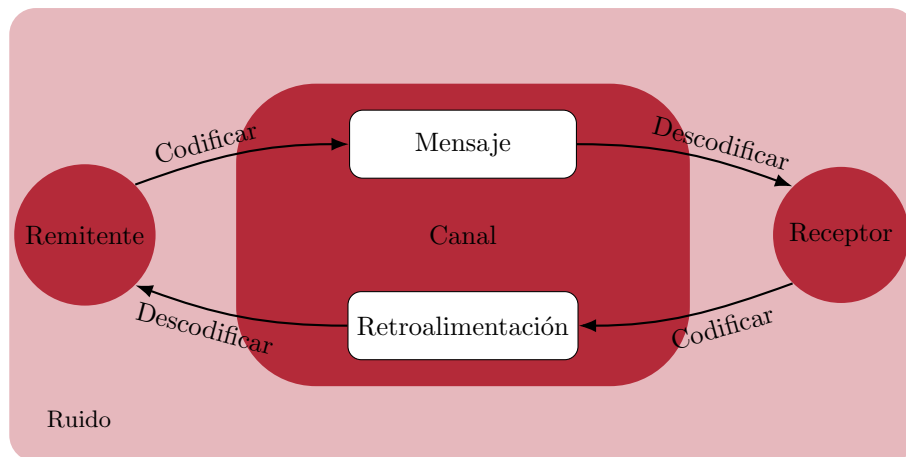 Mensaje
Codificar
Descodificar
Remitente
Canal
Receptor
Retroalimentación
Descodificar
Codificar
Ruido